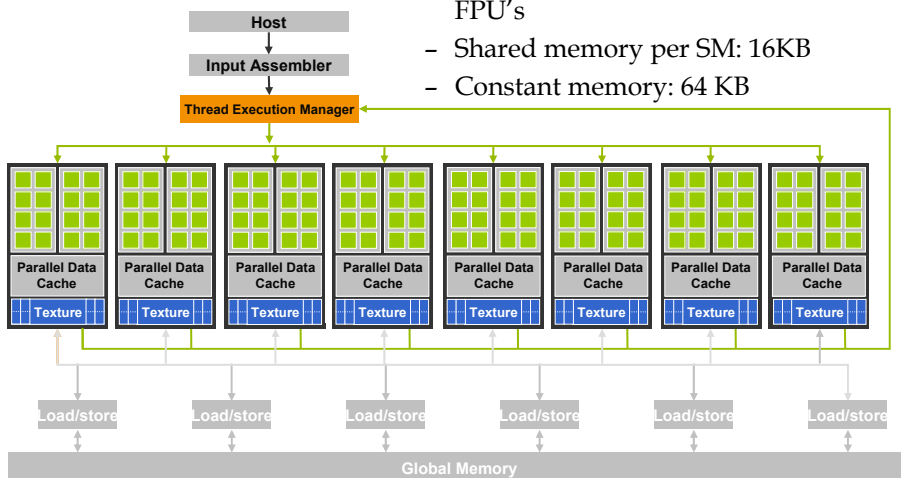 FPU's
– Shared memory per SM: 16KB
– Constant memory: 64 KB
Host
Input Assembler
Thread Execution Manager
Parallel Data Cache
Parallel Data Cache
Parallel Data Cache
Parallel Data Cache
Parallel Data Cache
Parallel Data Cache
Parallel Data Cache
Parallel Data Cache
Texture
Texture
Texture
Texture
Texture
Texture
Texture
Texture
Load/store
Load/store
Load/store
Load/store
Load/store
Load/store
Global Memory